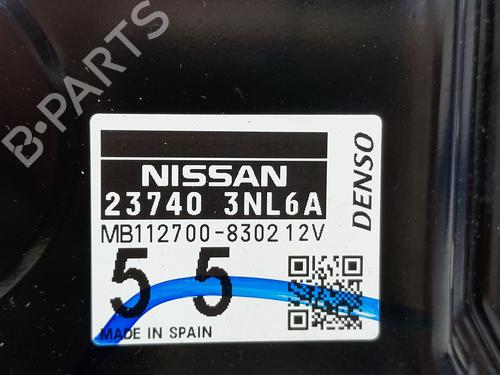 NISSAN
23740 3NL6A
MB112700-8302 12V
5 5
MADE IN SPAIN
DENSO
B-PARTS